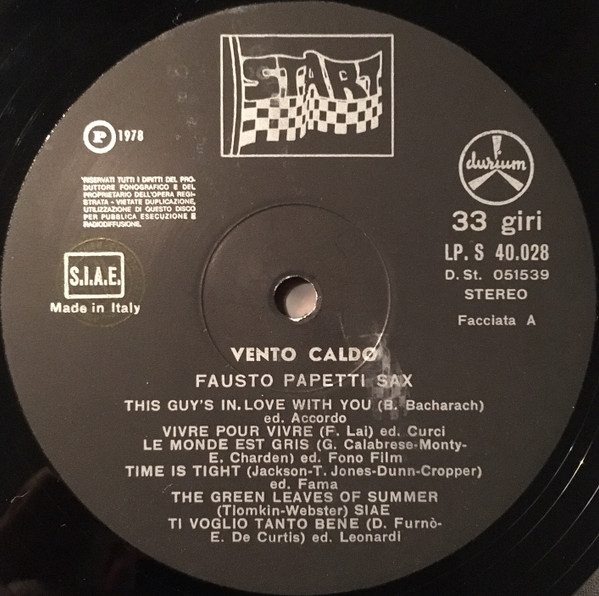 START
P 1978
RISERVATI TUTTI I DIRITTI DEL PRO-
DUTTORE FONOGRAFICO E DEL
PROPRIETARIO DELL'OPERA REGI-
STRATA - VIETATE DUPLICAZIONE,
UTILIZZAZIONE DI QUESTO DISCO
PER PUBBLICA ESECUZIONE E
RADIODIFFUSIONE.
S.I.A.E.
Made in Italy
durium
33 giri
LP. S 40.028
D. St. 051539
STEREO
Facciata A
VENTO CALDO
FAUSTO PAPETTI SAX
THIS GUY'S IN.LOVE WITH YOU (B. Bacharach)
ed. Accordo
VIVRE POUR VIVRE (F. Lai) ed. Curci
LE MONDE EST GRIS (G. Calabrese-Monty-
E. Charden) ed. Fono Film
TIME IS TIGHT (Jackson-T. Jones-Dunn-Cropper)
ed. Fama
THE GREEN LEAVES OF SUMMER
(Tiomkin-Webster) SIAE
TI VOGLIO TANTO BENE (D. Furnò-
E. De Curtis) ed. Leonardi